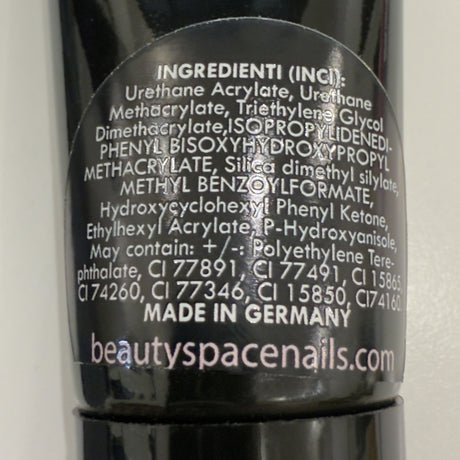 INGREDIENTI (INCI):
Urethane Acrylate, Urethane
Methacrylate, Triethylene Glycol
Dimethacrylate,ISOPROPYLIDENEDI-
PHENYL BISOXYHYDROXYPROPYL
METHACRYLATE, Silica dimethyl silylate,
METHYL BENZOYLFORMATE,
Hydroxycyclohexyl Phenyl Ketone,
Ethylhexyl Acrylate, P-Hydroxyanisole,
May contain: +/-: Polyethylene Tere-
phthalate, CI 77891, CI 77491, CI 15865,
CI 74260, CI 77346, CI 15850, CI74160
MADE IN GERMANY
beautyspacenails.com